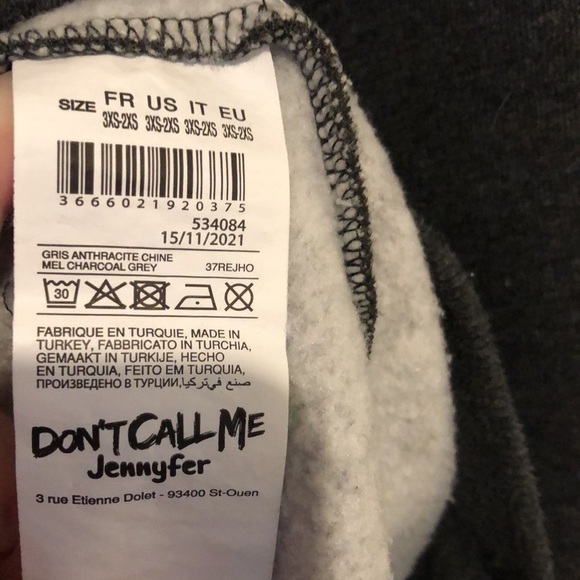 SIZE FR US IT EU
3XS-2XS 3XS-2XS 3XS-2XS 3XS-2XS
3666021920375
534084
15/11/2021
GRIS ANTHRACITE CHINE
MEL CHARCOAL GREY 37REJHO
30
FABRIQUE EN TURQUIE, MADE IN
TURKEY, FABBRICATO IN TURCHIA,
GEMAAKT IN TURKIJE, HECHO
EN TURQUIA, FEITO EM TURQUIA,
ПРОИЗВЕДЕНО В ТУРЦИИ,صنع في تركيا
DON'T CALL ME
Jennyfer
3 rue Etienne Dolet - 93400 St-Ouen